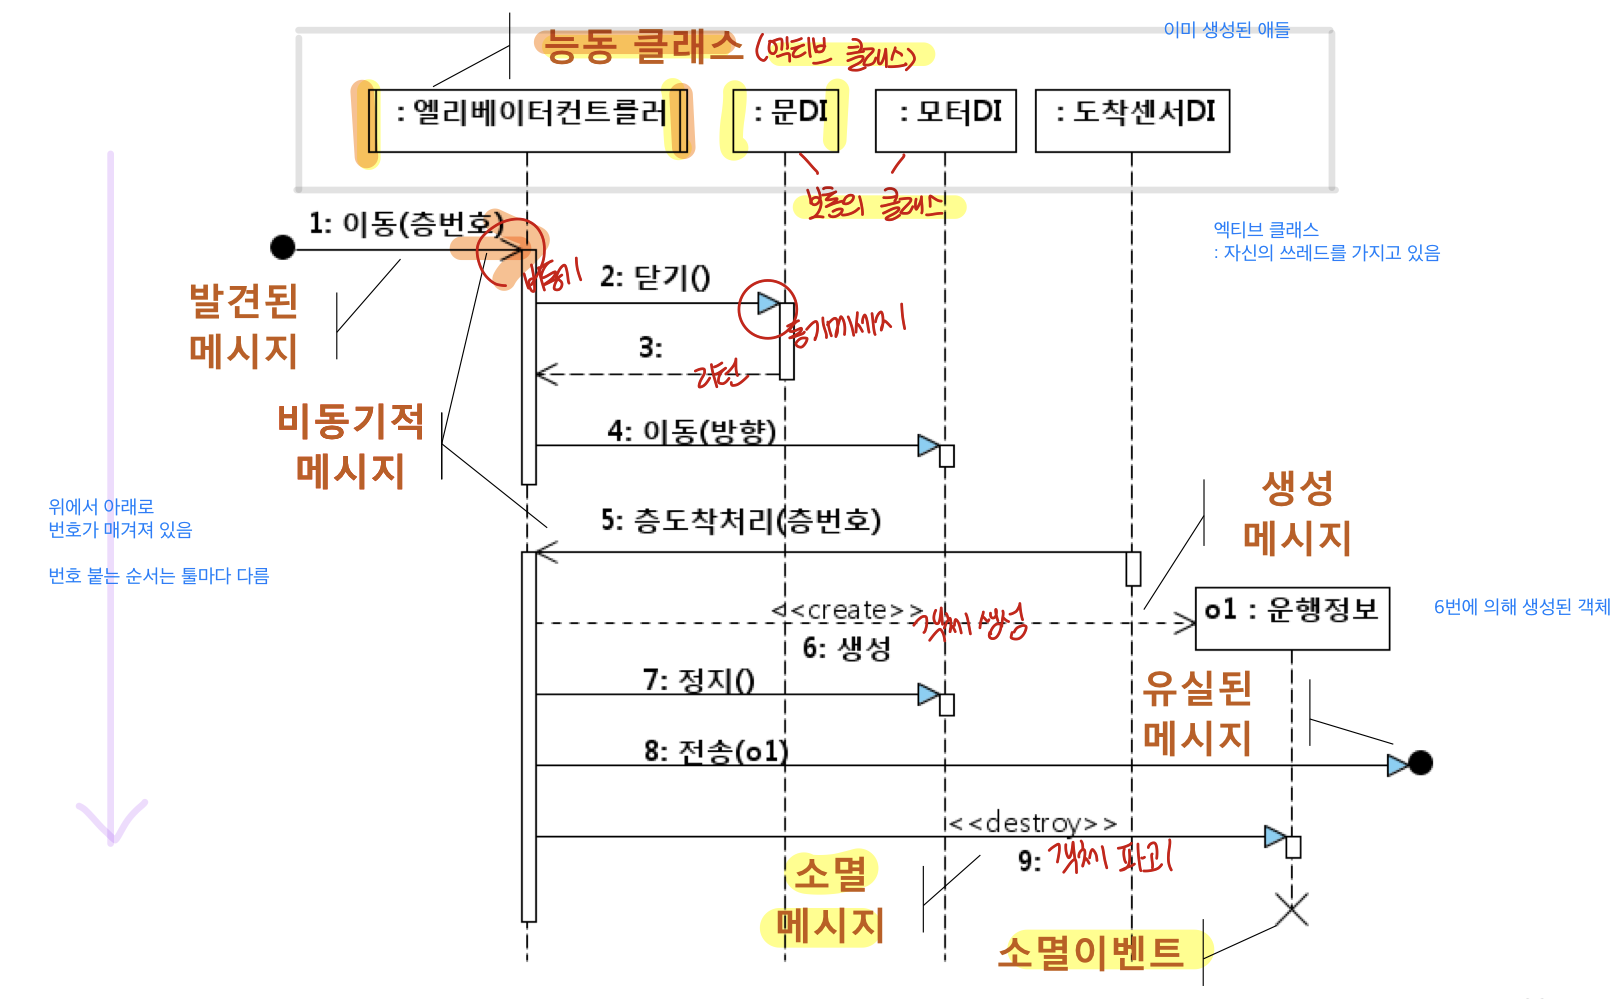 이미 생성된 애들
능동 클래스 (액티브 클래스)
: 엘리베이터컨트롤러
: 문DI
: 모터DI
: 도착센서DI
보통의 클래스
1: 이동(층번호)
엑티브 클래스
: 자신의 쓰레드를 가지고 있음
비동기
2: 닫기()
발견된
메시지
동기메세지
3:
리턴
비동기적
메시지
4: 이동(방향)
생성
메시지
위에서 아래로
번호가 매겨져 있음
5: 층도착처리(층번호)
번호 붙는 순서는 툴마다 다름
<<create>>
객체 생성
o1 : 운행정보
6번에 의해 생성된 객체
6: 생성
7: 정지()
유실된
메시지
8: 전송(o1)
<<destroy>>
9: 객체 파괴
소멸
메시지
소멸이벤트